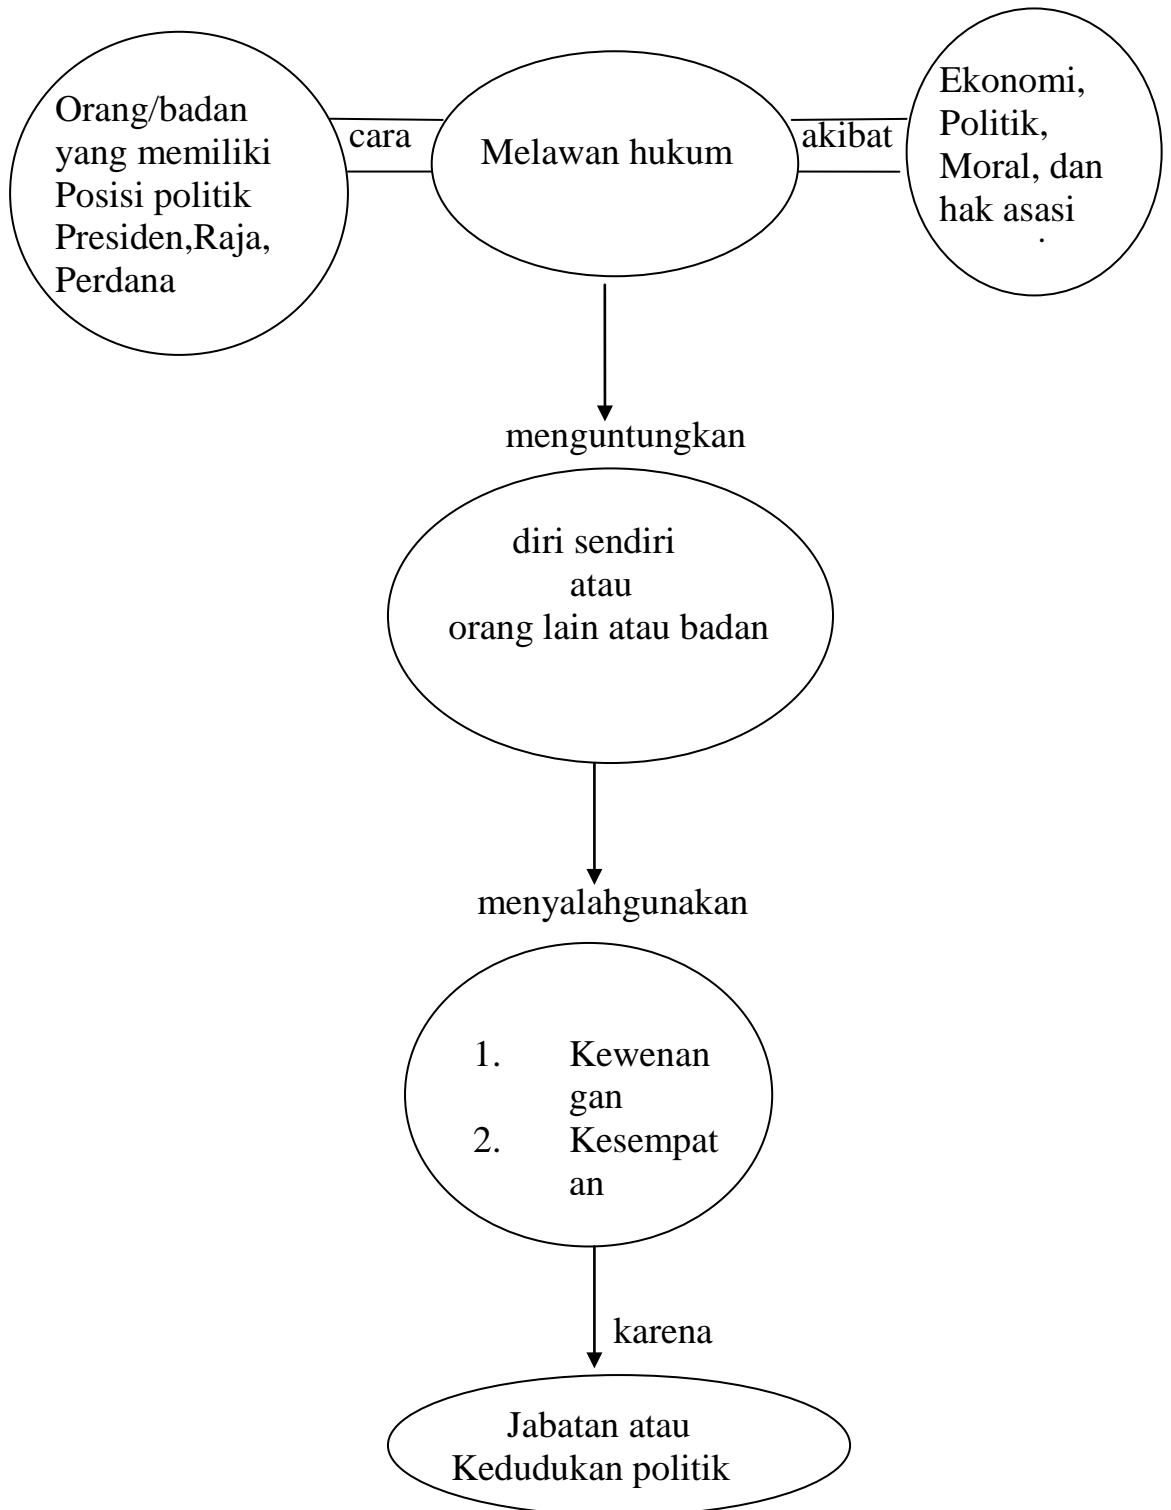 Orang/badan
yang memiliki
Posisi politik
Presiden,Raja,
Perdana
cara
Melawan hukum
akibat
Ekonomi,
Politik,
Moral, dan
hak asasi
menguntungkan
diri sendiri
atau
orang lain atau badan
menyalahgunakan
1. Kewenan
gan
2. Kesempat
an
karena
Jabatan atau
Kedudukan politik